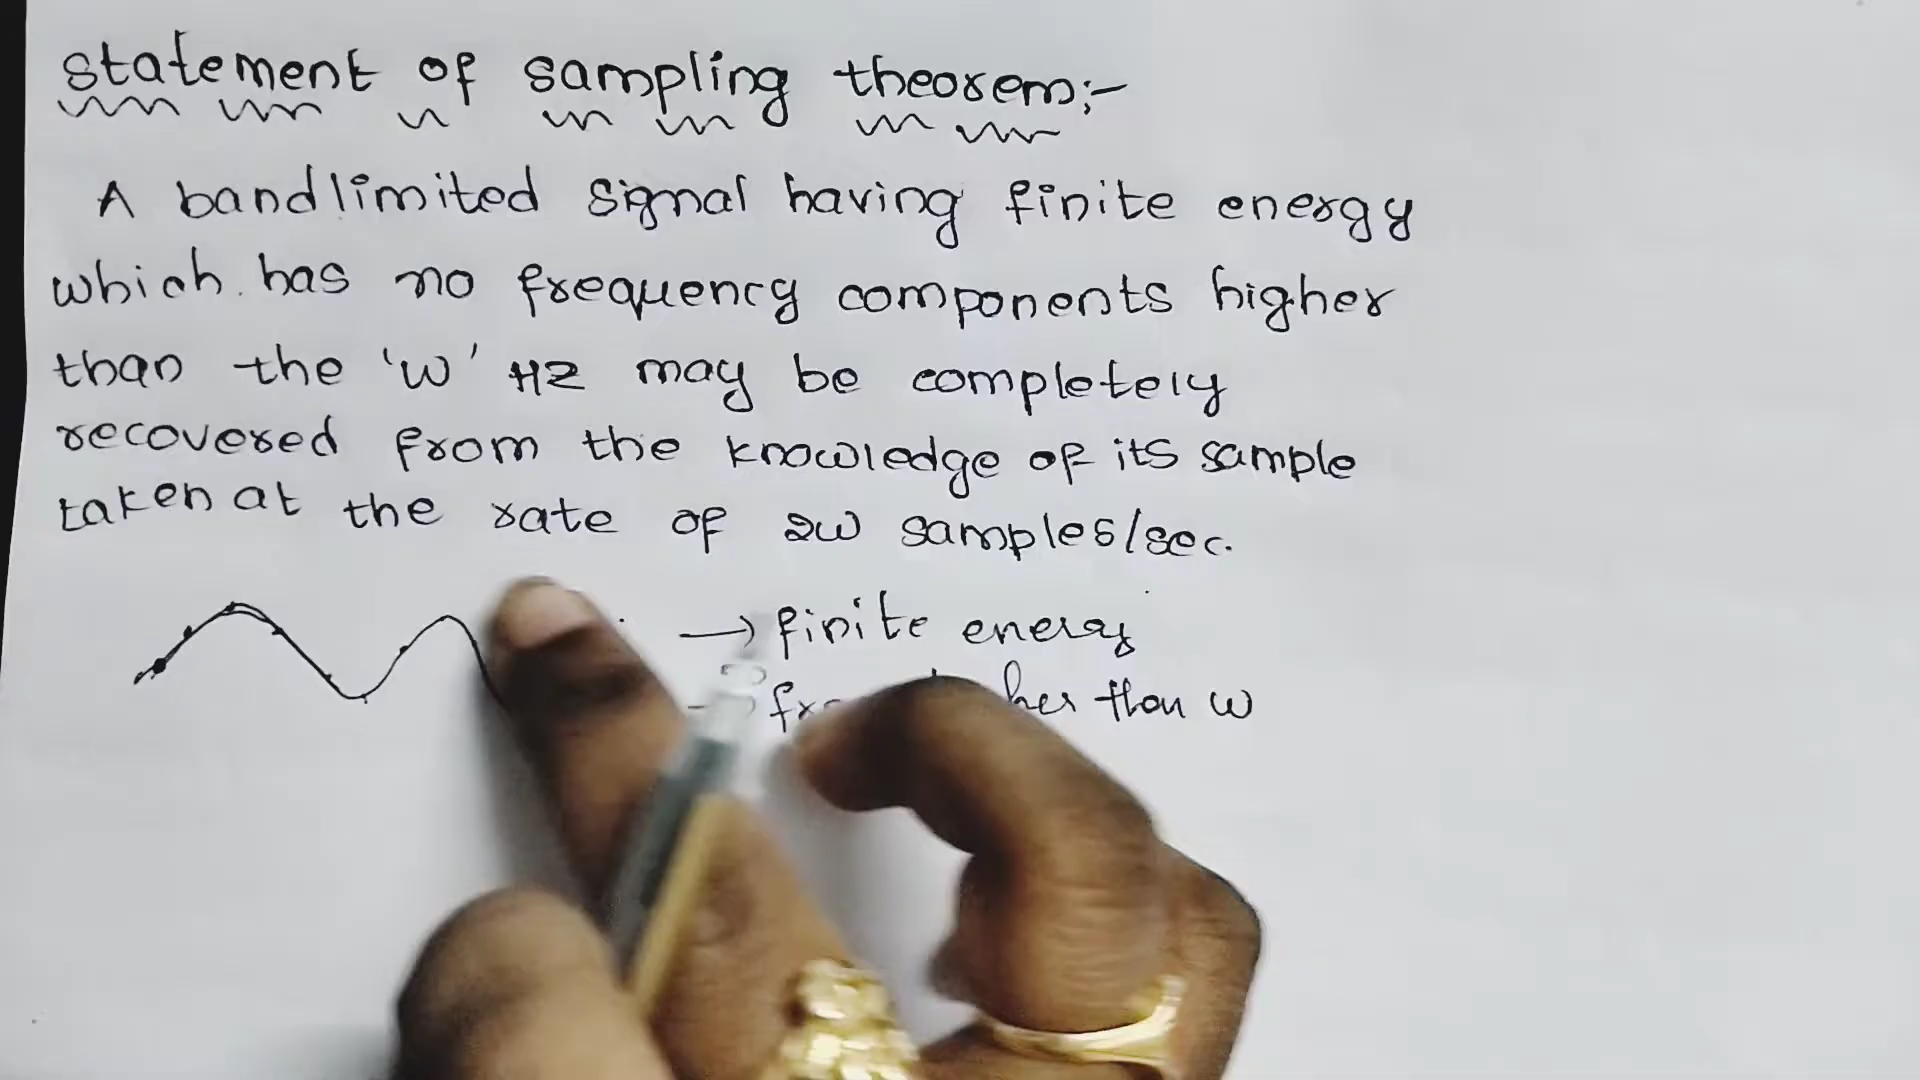 statement of sampling theorem:-
A bandlimited signal having finite energy
which has no frequency components higher
than the 'W' HZ may be completely
recovered from the knowledge of its sample
taken at the rate of 2W samples/sec.
→ finite energy
than W